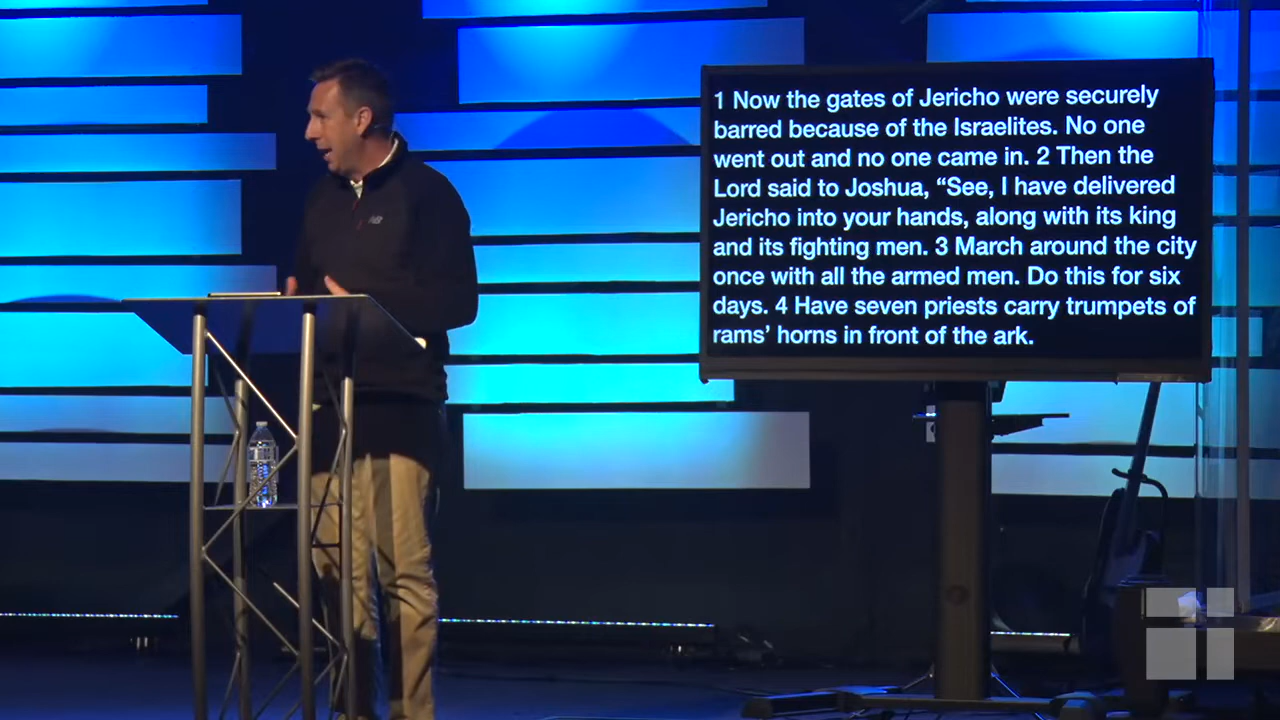 1 Now the gates of Jericho were securely
barred because of the Israelites. No one
went out and no one came in. 2 Then the
Lord said to Joshua, “See, I have delivered
Jericho into your hands, along with its king
and its fighting men. 3 March around the city
once with all the armed men. Do this for six
days. 4 Have seven priests carry trumpets of
rams’ horns in front of the ark.